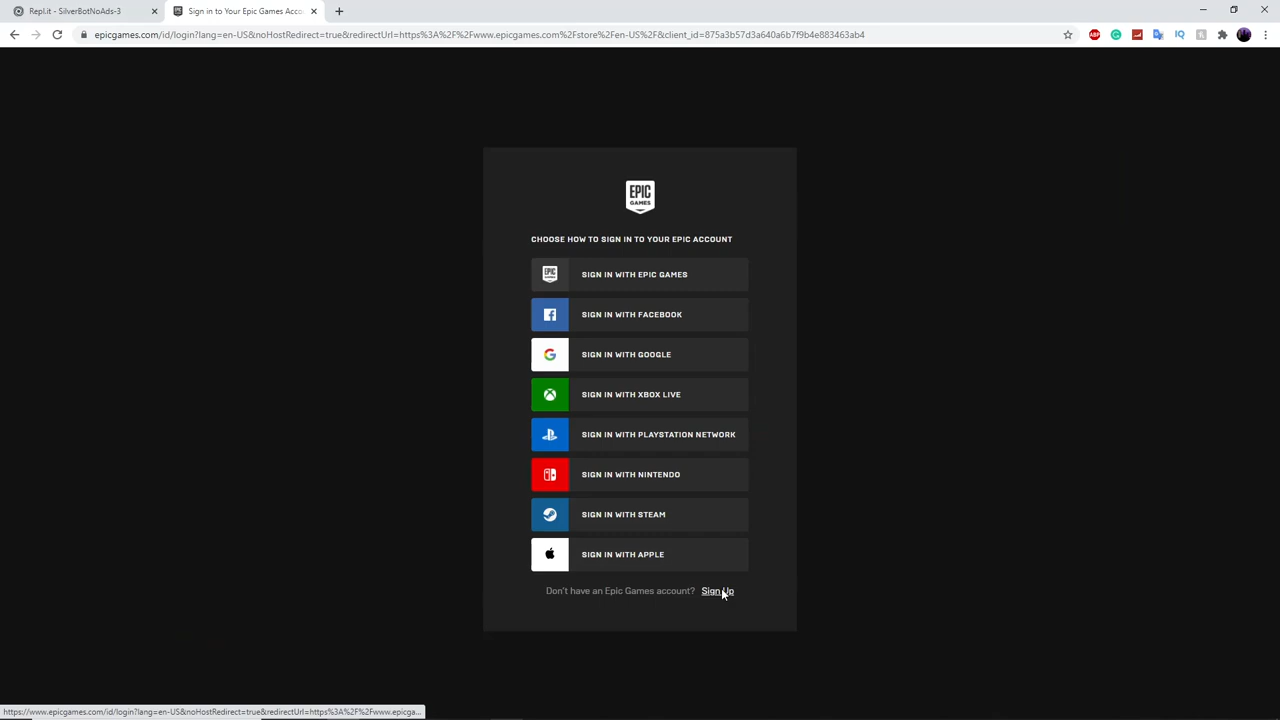 Repl.it - SilverBotNoAds-3
Sign in to Your Epic Games Acco
epicgames.com/id/login?lang=en-US&noHostRedirect=true&redirectUrl=https%3A%2F%2Fwww.epicgames.com%2Fstore%2Fen-US%2F&client_id=875a3b57d3a640a6b7f9b4e883463ab4
ABP
IQ
EPIC
GAMES
CHOOSE HOW TO SIGN IN TO YOUR EPIC ACCOUNT
EPIC GAMES SIGN IN WITH EPIC GAMES
SIGN IN WITH FACEBOOK
SIGN IN WITH GOOGLE
SIGN IN WITH XBOX LIVE
SIGN IN WITH PLAYSTATION NETWORK
SIGN IN WITH NINTENDO
SIGN IN WITH STEAM
SIGN IN WITH APPLE
Don't have an Epic Games account? Sign Up
https://www.epicgames.com/id/login?lang=en-US&noHostRedirect=true&redirectUrl=https%3A%2F%2Fwww.epicga...